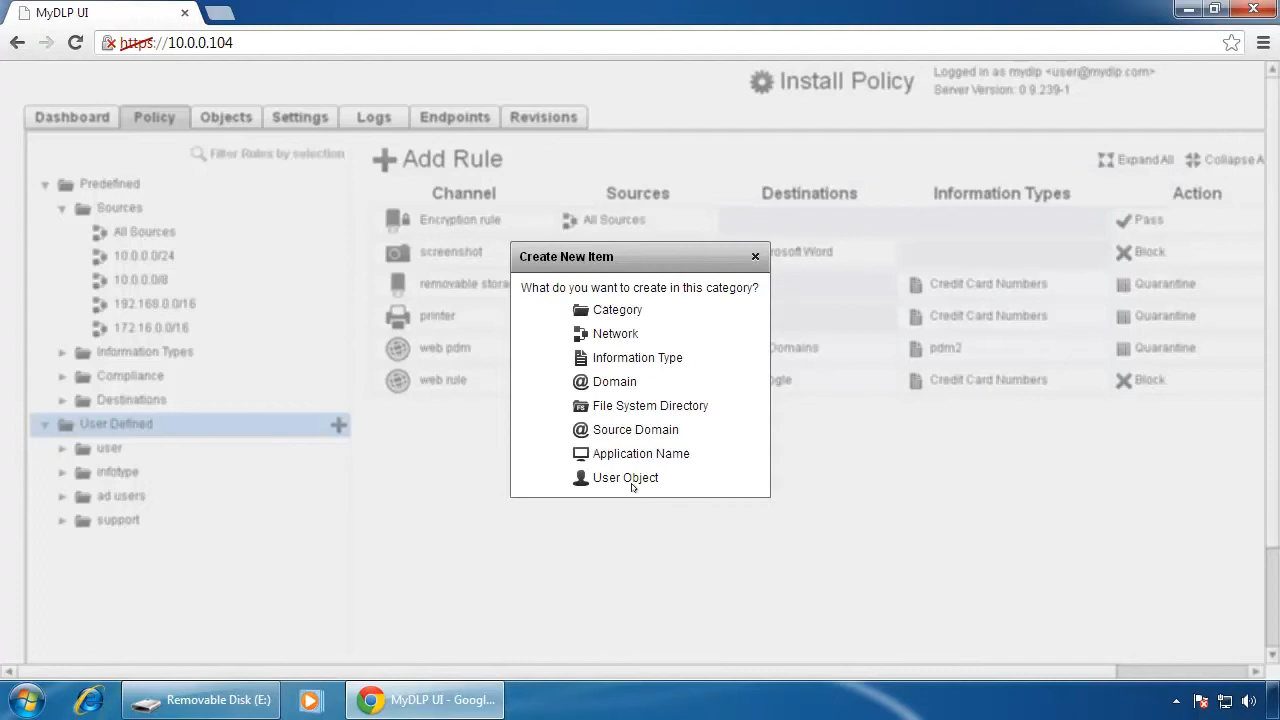 MyDLP UI
https://10.0.0.104
Install Policy
Logged in as mydlp <user@mydlp.com>
Server Version: 0.9.239-1
Dashboard
Policy
Objects
Settings
Logs
Endpoints
Revisions
Filter Rules by selection
Predefined
Sources
All Sources
10.0.0.0/24
10.0.0.0/8
192.168.0.0/16
172.16.0.0/16
Information Types
Compliance
Destinations
User Defined
user
infotype
ad users
support
Add Rule
Expand All
Collapse A
Channel Sources Destinations Information Types Action
Encryption rule All Sources Pass
screenshot rosoft Word Block
removable stora Credit Card Numbers Quarantine
printer Credit Card Numbers Quarantine
web pdm Domains pdm2 Quarantine
web rule gle Credit Card Numbers Block
Create New Item
What do you want to create in this category?
Category
Network
Information Type
Domain
File System Directory
Source Domain
Application Name
User Object
Removable Disk (E:)
MyDLP UI - Googl...